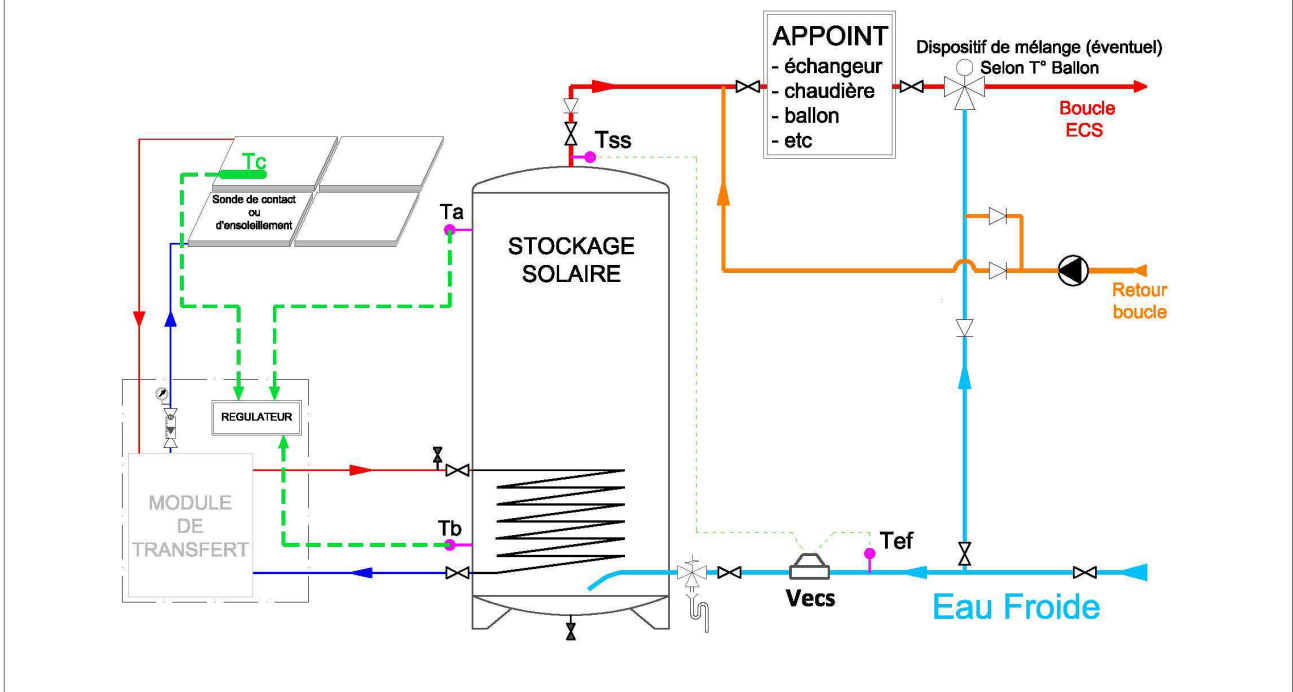 APPOINT
- échangeur
- chaudière
- ballon
- etc
Dispositif de mélange (éventuel)
Selon T° Ballon
Boucle
ECS
Tss
Tc
Sonde de contact
ou
d'ensoleillement
Ta
STOCKAGE
SOLAIRE
Retour
boucle
REGULATEUR
MODULE
DE
TRANSFERT
Tb
Tef
Vecs
Eau Froide